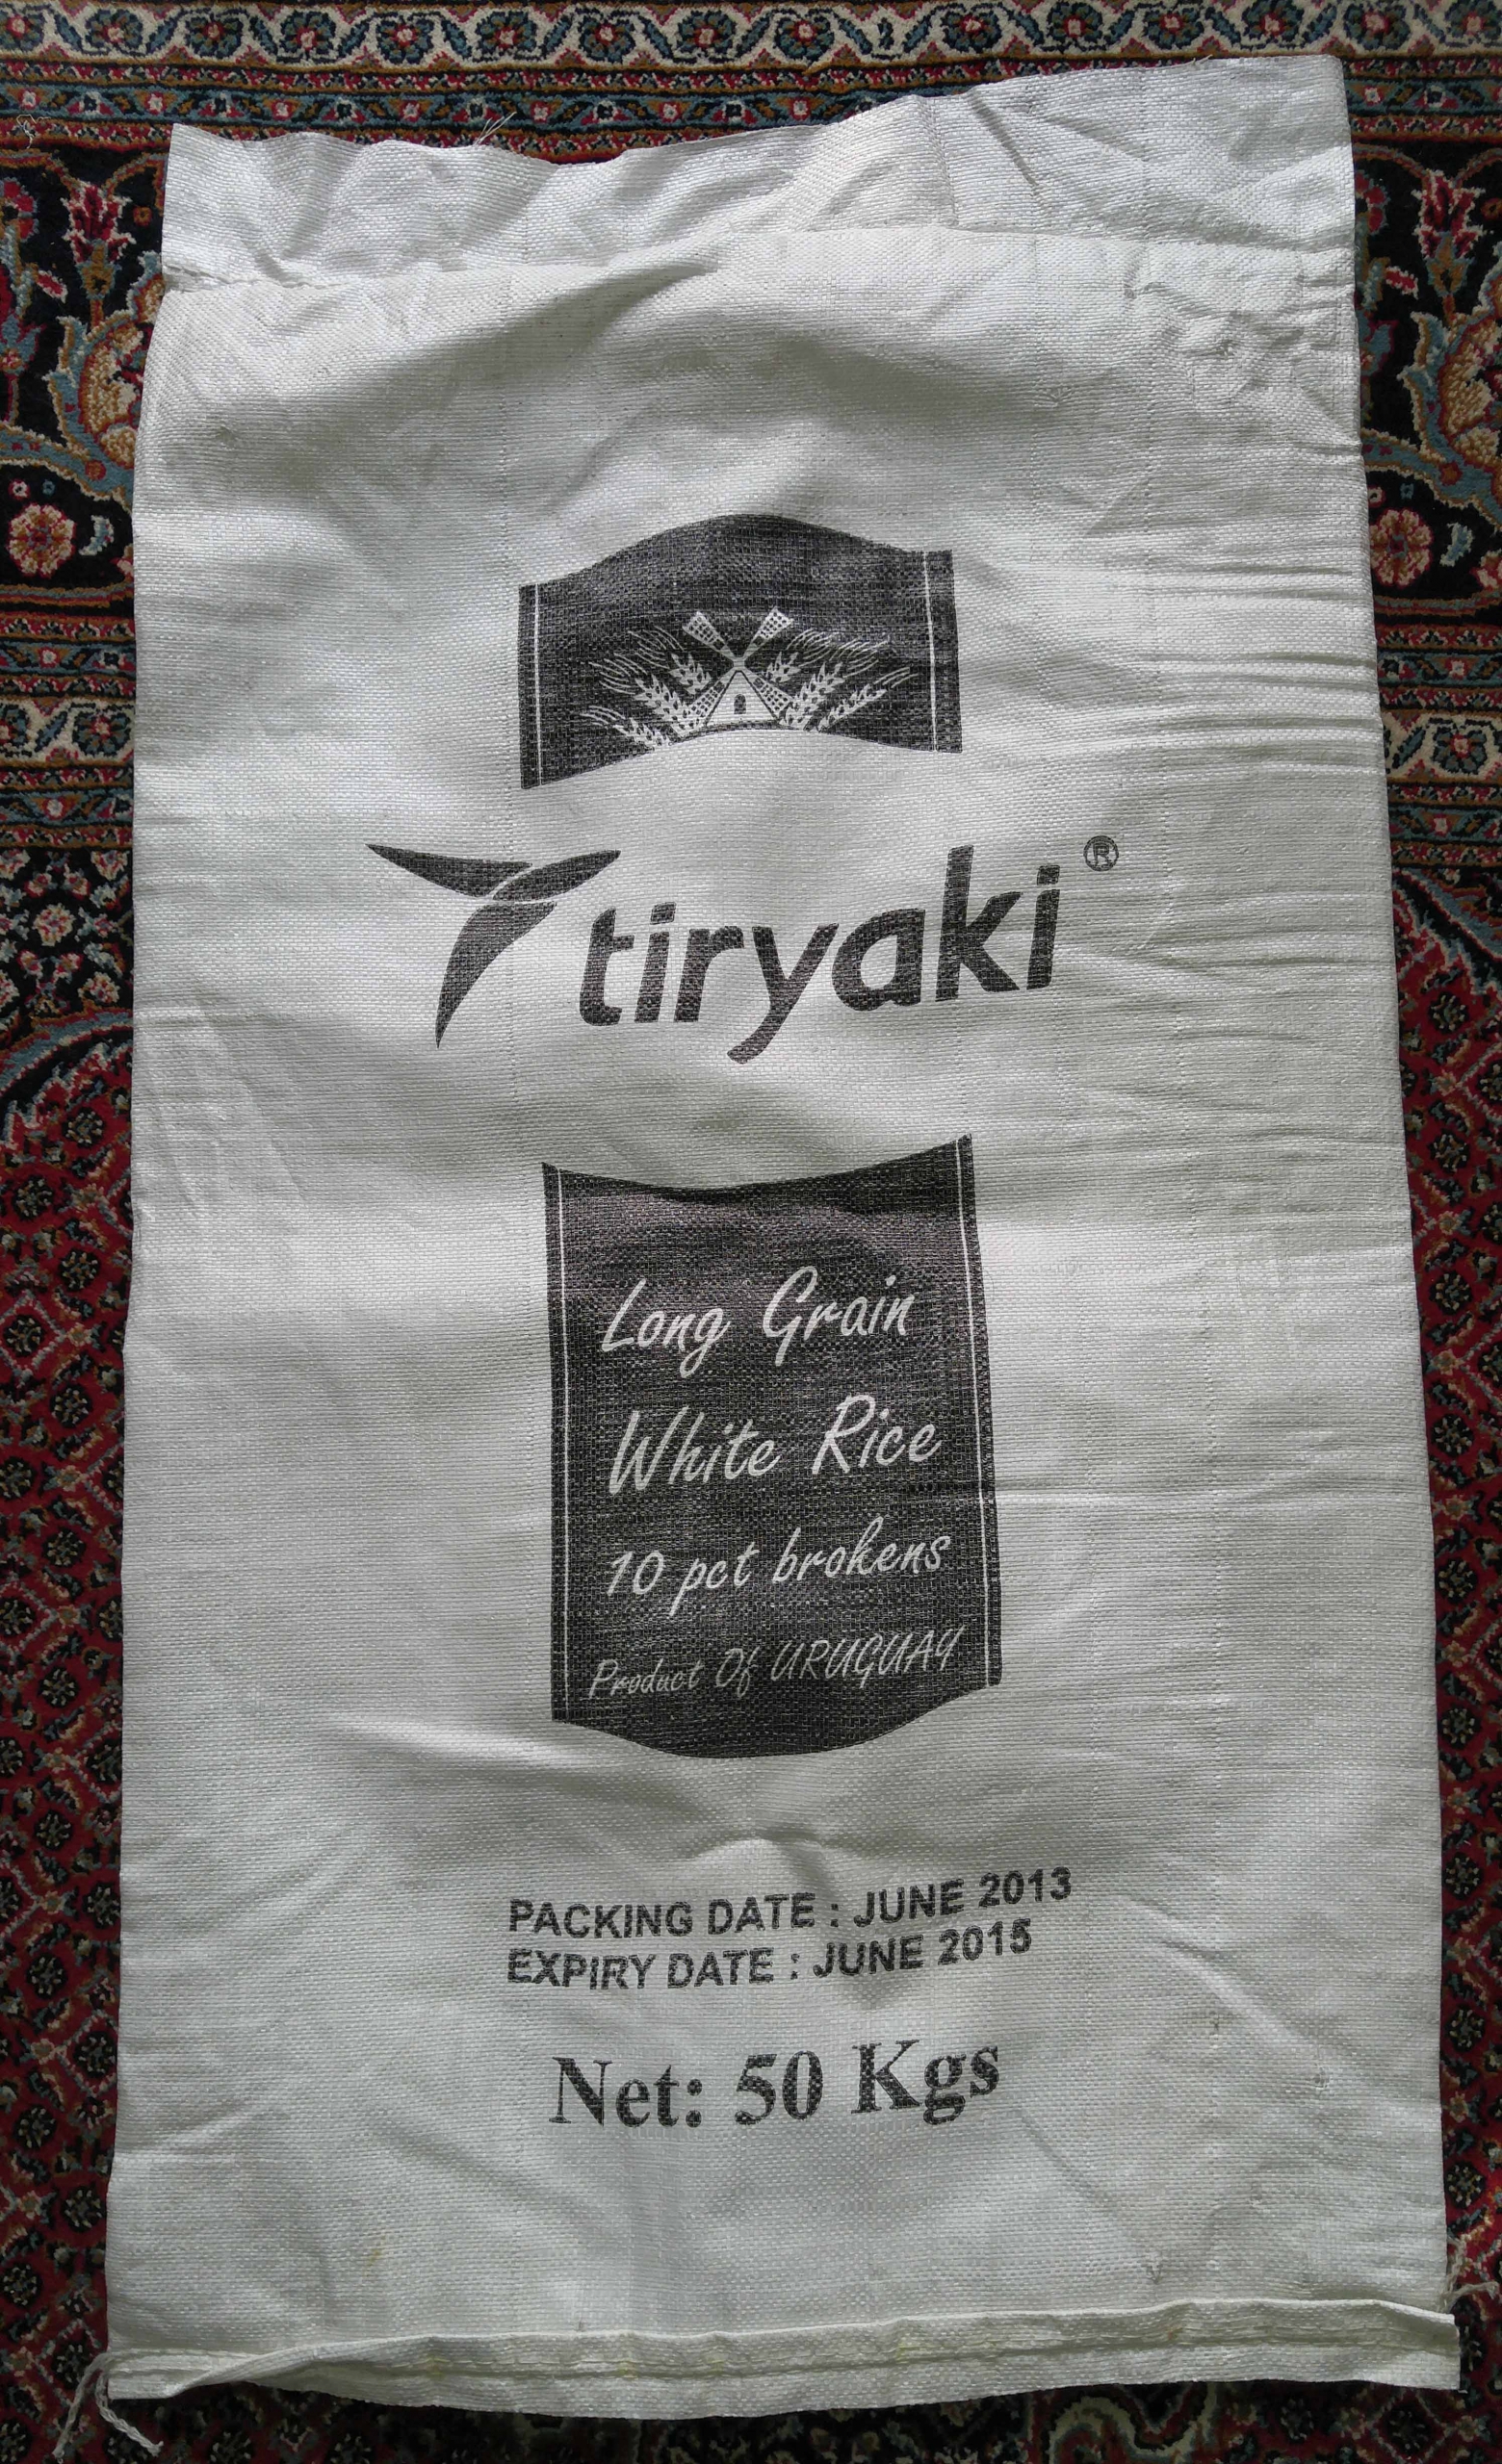 tiryaki ®
Long Grain
White Rice
10 pct brokens
Product Of URUGUAY
PACKING DATE : JUNE 2013
EXPIRY DATE : JUNE 2015
Net: 50 Kgs